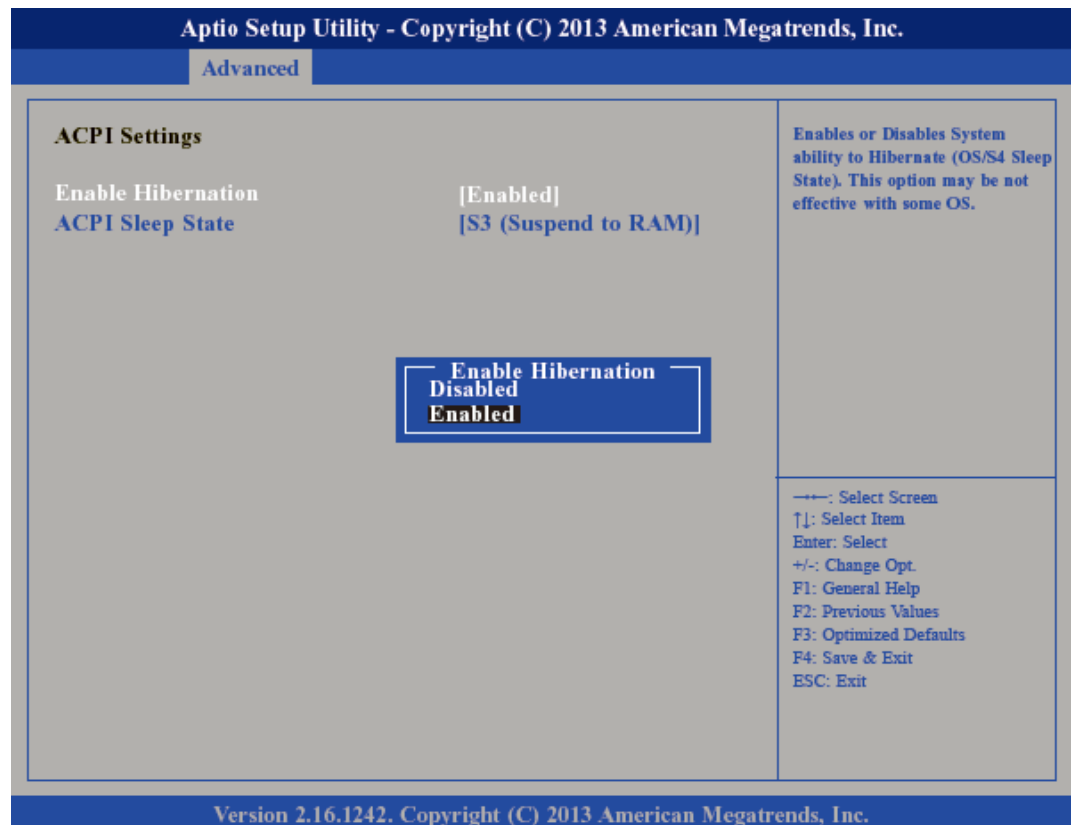 Aptio Setup Utility - Copyright (C) 2013 American Megatrends, Inc.
Advanced
ACPI Settings
Enable Hibernation [Enabled]
ACPI Sleep State [S3 (Suspend to RAM)]
Enable Hibernation
Disabled
Enabled
Enables or Disables System
ability to Hibernate (OS/S4 Sleep
State). This option may be not
effective with some OS.
→←: Select Screen
↑↓: Select Item
Enter: Select
+/-: Change Opt.
F1: General Help
F2: Previous Values
F3: Optimized Defaults
F4: Save & Exit
ESC: Exit
Version 2.16.1242. Copyright (C) 2013 American Megatrends, Inc.